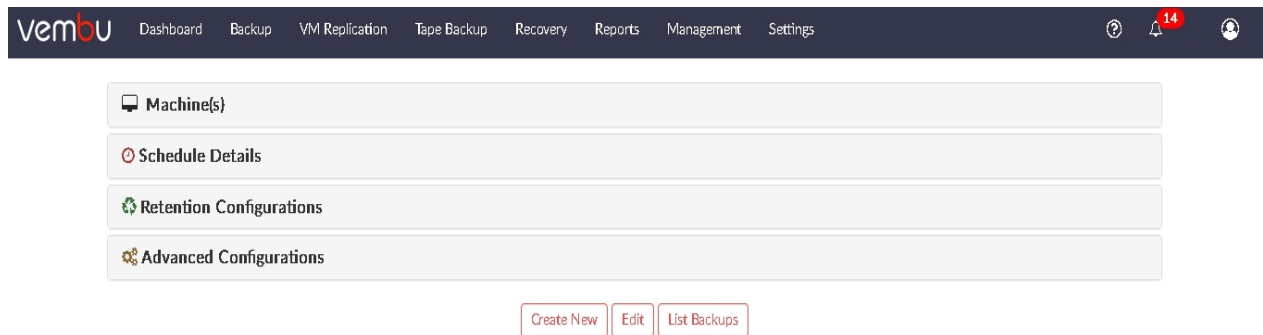 vembu Dashboard Backup VM Replication Tape Backup Recovery Reports Management Settings 14
Machine(s)
Schedule Details
Retention Configurations
Advanced Configurations
Create New Edit List Backups